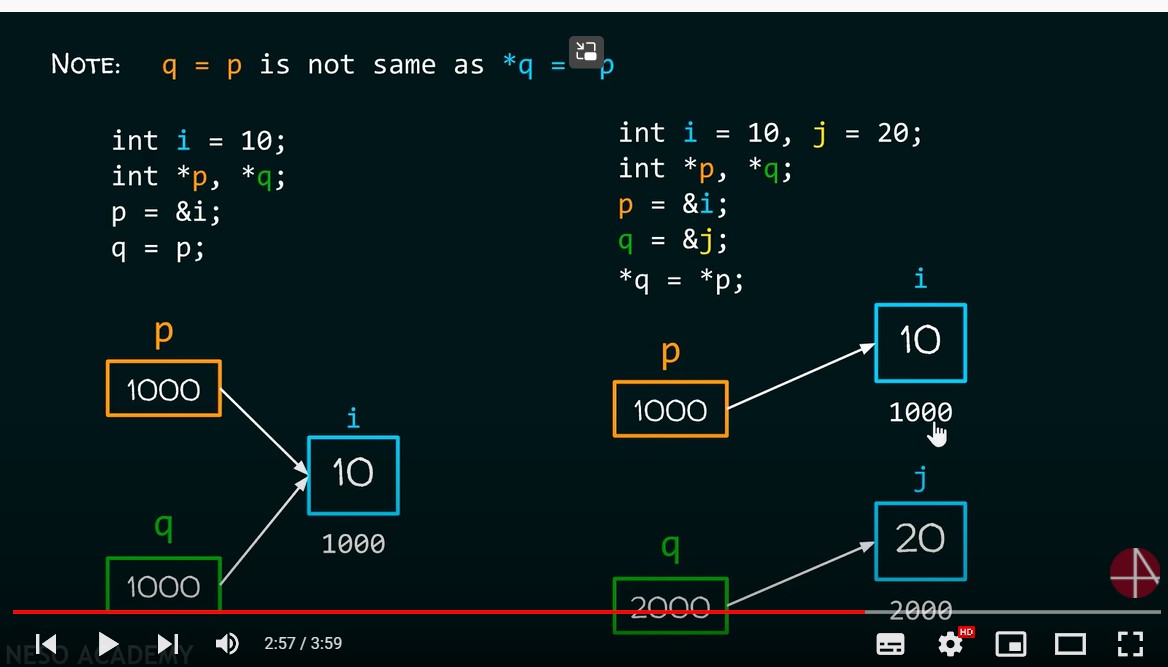 NOTE: q = p is not same as *q = p
int i = 10;
int *p, *q;
p = &i;
q = p;
int i = 10, j = 20;
int *p, *q;
p = &i;
q = &j;
*q = *p;
p
1000
i
10
1000
q
1000
p
1000
i
10
1000
j
20
2000
q
2000
NESO ACADEMY
2:57 / 3:59
HD